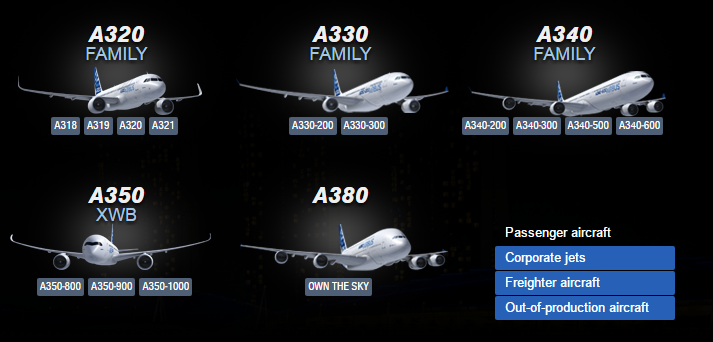 A320
FAMILY
A318 A319 A320 A321
A330
FAMILY
A330-200 A330-300
A340
FAMILY
A340-200 A340-300 A340-500 A340-600
A350
XWB
A350-800 A350-900 A350-1000
A380
OWN THE SKY
Passenger aircraft
Corporate jets
Freighter aircraft
Out-of-production aircraft